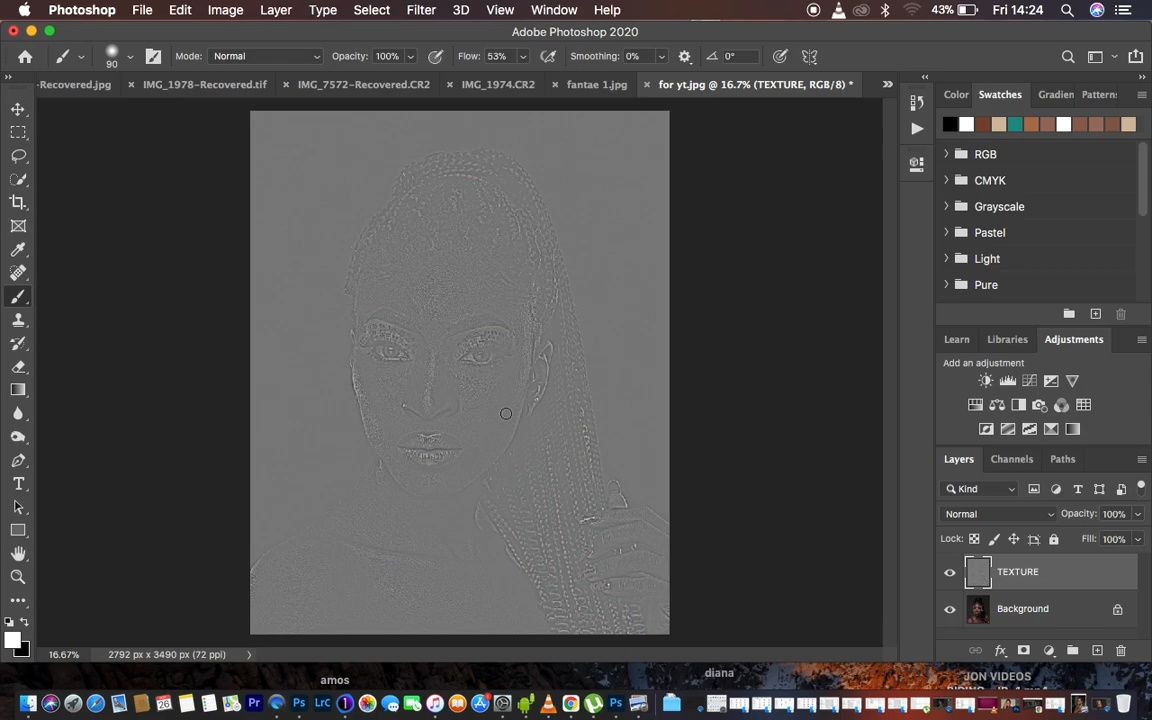 Photoshop File Edit Image Layer Type Select Filter 3D View Window Help 43% Fri 14:24
Adobe Photoshop 2020
90 Mode: Normal Opacity: 100% Flow: 53% Smoothing: 0% 0°
-Recovered.jpg IMG_1978-Recovered.tif IMG_7572-Recovered.CR2 IMG_1974.CR2 fantae 1.jpg for yt.jpg @ 16.7% (TEXTURE, RGB/8) *
Color Swatches Gradien Patterns
RGB
CMYK
Grayscale
Pastel
Light
Pure
Learn Libraries Adjustments
Add an adjustment
Layers Channels Paths
Kind
Normal Opacity: 100%
Lock: Fill: 100%
TEXTURE
Background
16.67% 2792 px x 3490 px (72 ppi)
amos
diana
JON VIDEOS